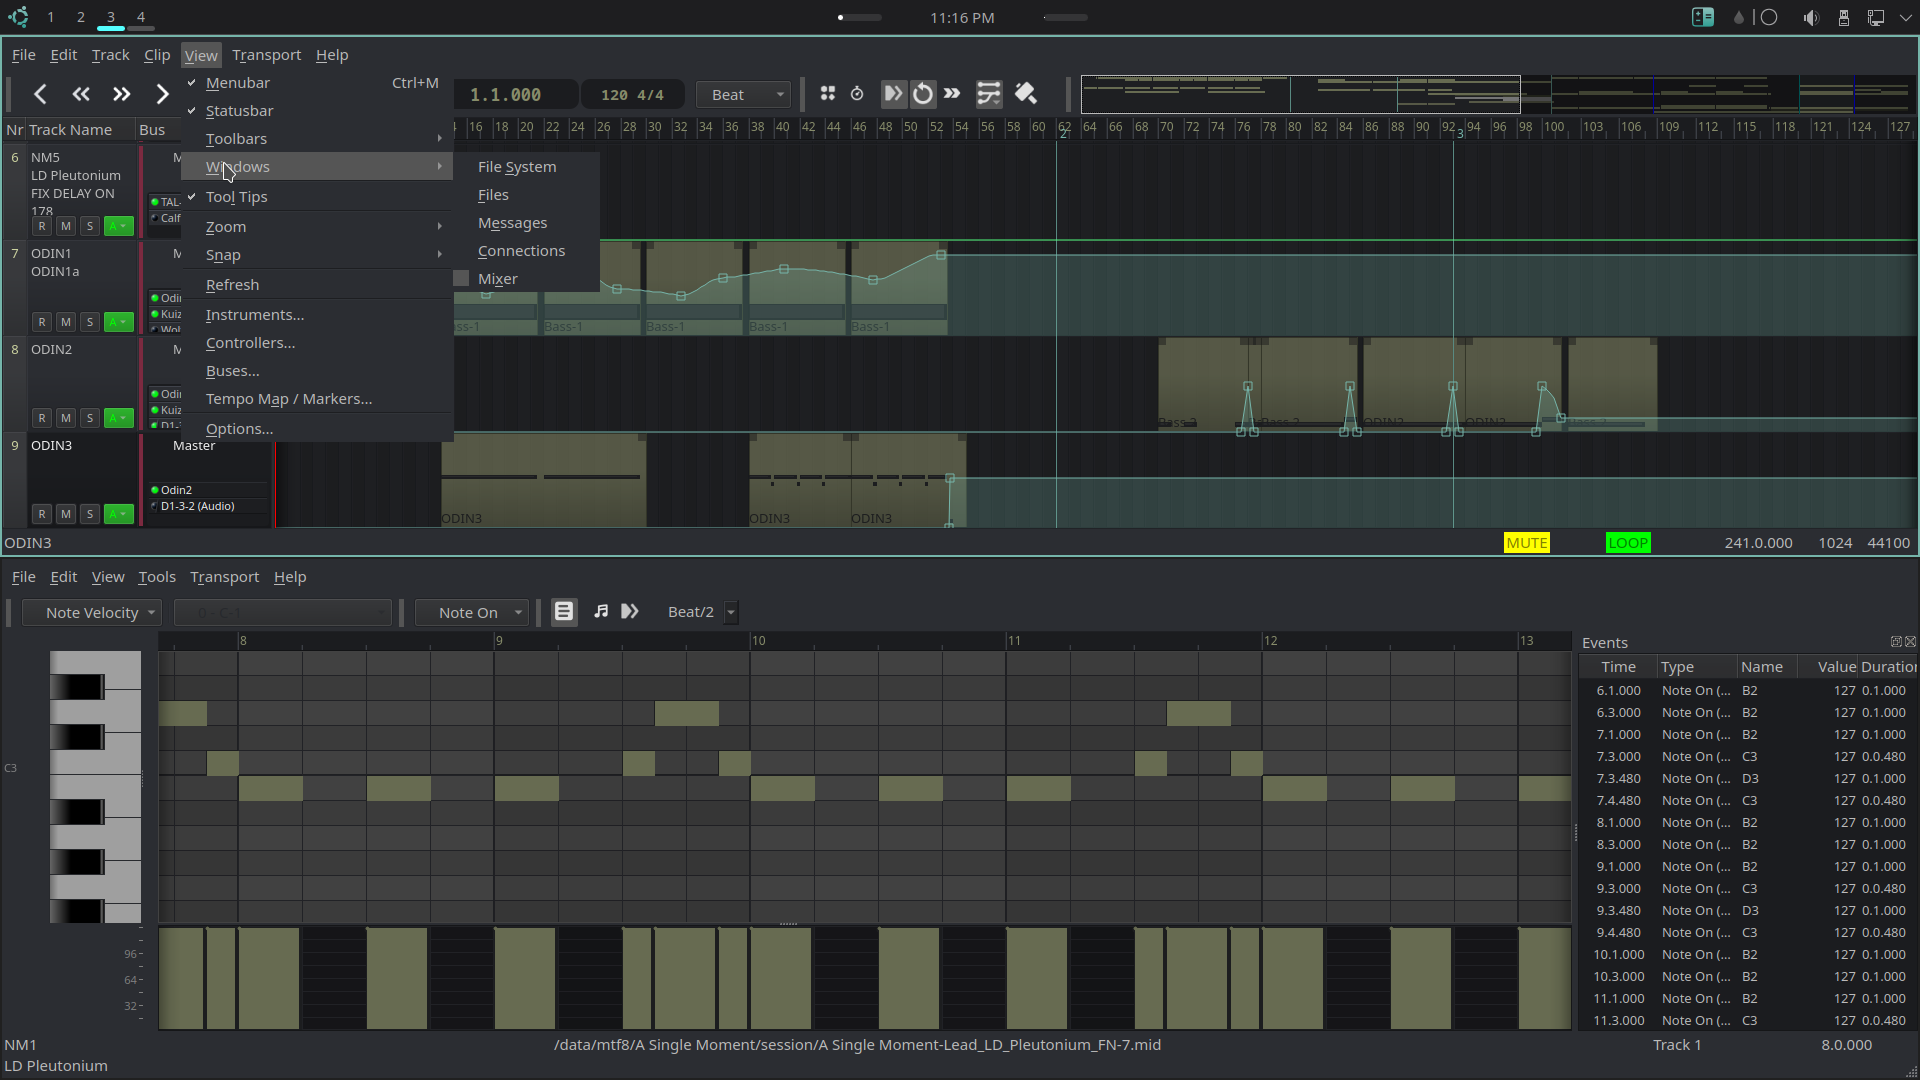 1 2 3 4 11:16 PM
File Edit Track Clip View Transport Help
Menubar Ctrl+M
Statusbar
Toolbars
Windows
Tool Tips
Zoom
Snap
Refresh
Instruments...
Controllers...
Buses...
Tempo Map / Markers...
Options...
File System
Files
Messages
Connections
Mixer
1.1.000 120 4/4 Beat
Nr Track Name Bus
16 18 20 22 24 26 28 30 32 34 36 38 40 42 44 46 48 50 52 54 56 58 60 62 64 66 68 70 72 74 76 78 80 82 84 86 88 90 92 94 96 98 100 103 106 109 112 115 118 121 124 127
2 3
6 NM5 M
LD Pleutonium
FIX DELAY ON
178
TAL-
Calf
R M S A
7 ODIN1 M
ODIN1a
Odin
Kuiz
R M S A
Bass-1 Bass-1 Bass-1 Bass-1
8 ODIN2 M
Odin
Kuiz
D1-3
R M S A
9 ODIN3 Master
Odin2
D1-3-2 (Audio)
R M S A
ODIN3 ODIN3 ODIN3
ODIN3 MUTE LOOP 241.0.000 1024 44100
File Edit View Tools Transport Help
Note Velocity 0 - C-1 Note On Beat/2
8 9 10 11 12 13
C3
96
64
32
Events
Time Type Name Value Duration
6.1.000 Note On (... B2 127 0.1.000
6.3.000 Note On (... B2 127 0.1.000
7.1.000 Note On (... B2 127 0.1.000
7.3.000 Note On (... C3 127 0.0.480
7.3.480 Note On (... D3 127 0.1.000
7.4.480 Note On (... C3 127 0.0.480
8.1.000 Note On (... B2 127 0.1.000
8.3.000 Note On (... B2 127 0.1.000
9.1.000 Note On (... B2 127 0.1.000
9.3.000 Note On (... C3 127 0.0.480
9.3.480 Note On (... D3 127 0.1.000
9.4.480 Note On (... C3 127 0.0.480
10.1.000 Note On (... B2 127 0.1.000
10.3.000 Note On (... B2 127 0.1.000
11.1.000 Note On (... B2 127 0.1.000
11.3.000 Note On (... C3 127 0.0.480
NM1 /data/mtf8/A Single Moment/session/A Single Moment-Lead_LD_Pleutonium_FN-7.mid Track 1 8.0.000
LD Pleutonium